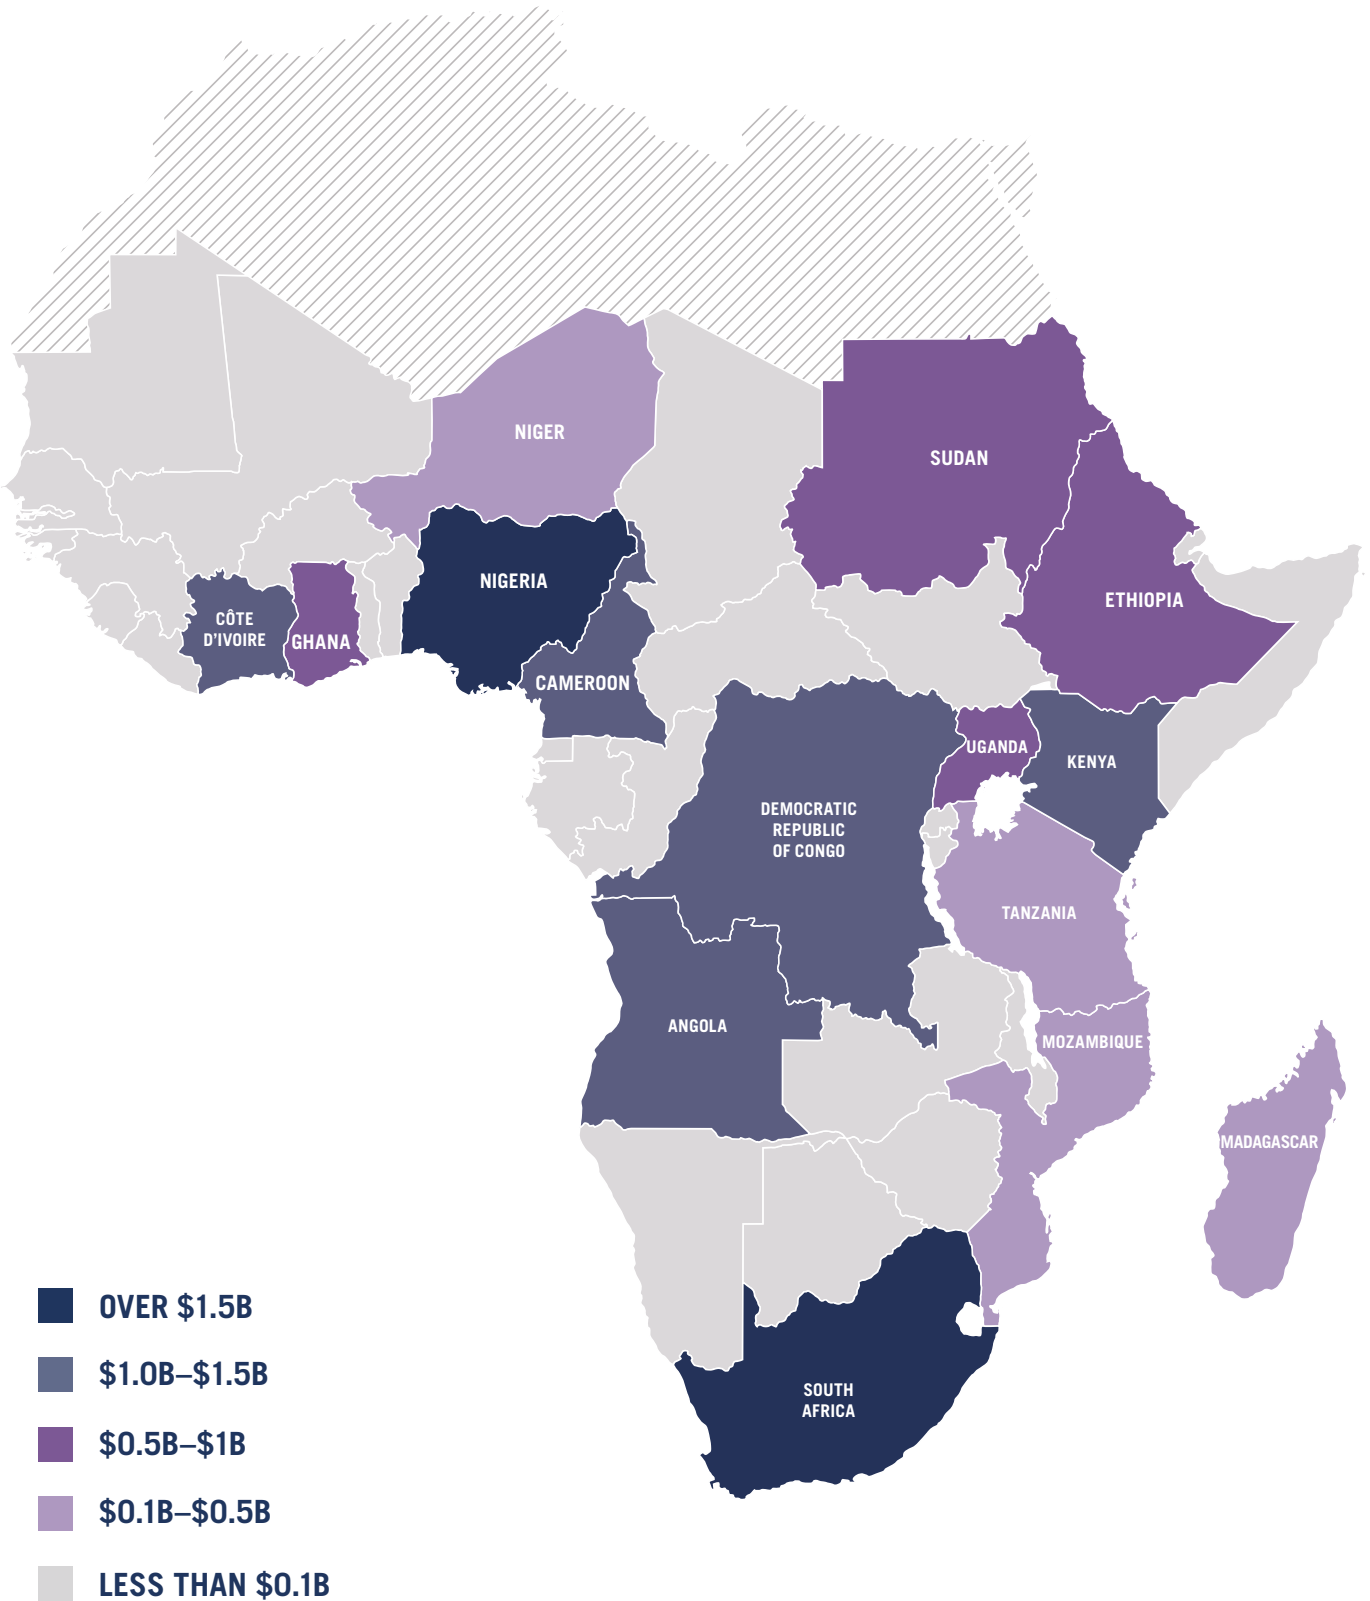 NIGER
SUDAN
NIGERIA
ETHIOPIA
CÔTE
D'IVOIRE
GHANA
CAMEROON
UGANDA
KENYA
DEMOCRATIC
REPUBLIC
OF CONGO
TANZANIA
ANGOLA
MOZAMBIQUE
MADAGASCAR
SOUTH
AFRICA
OVER $1.5B
$1.0B–$1.5B
$0.5B–$1B
$0.1B–$0.5B
LESS THAN $0.1B